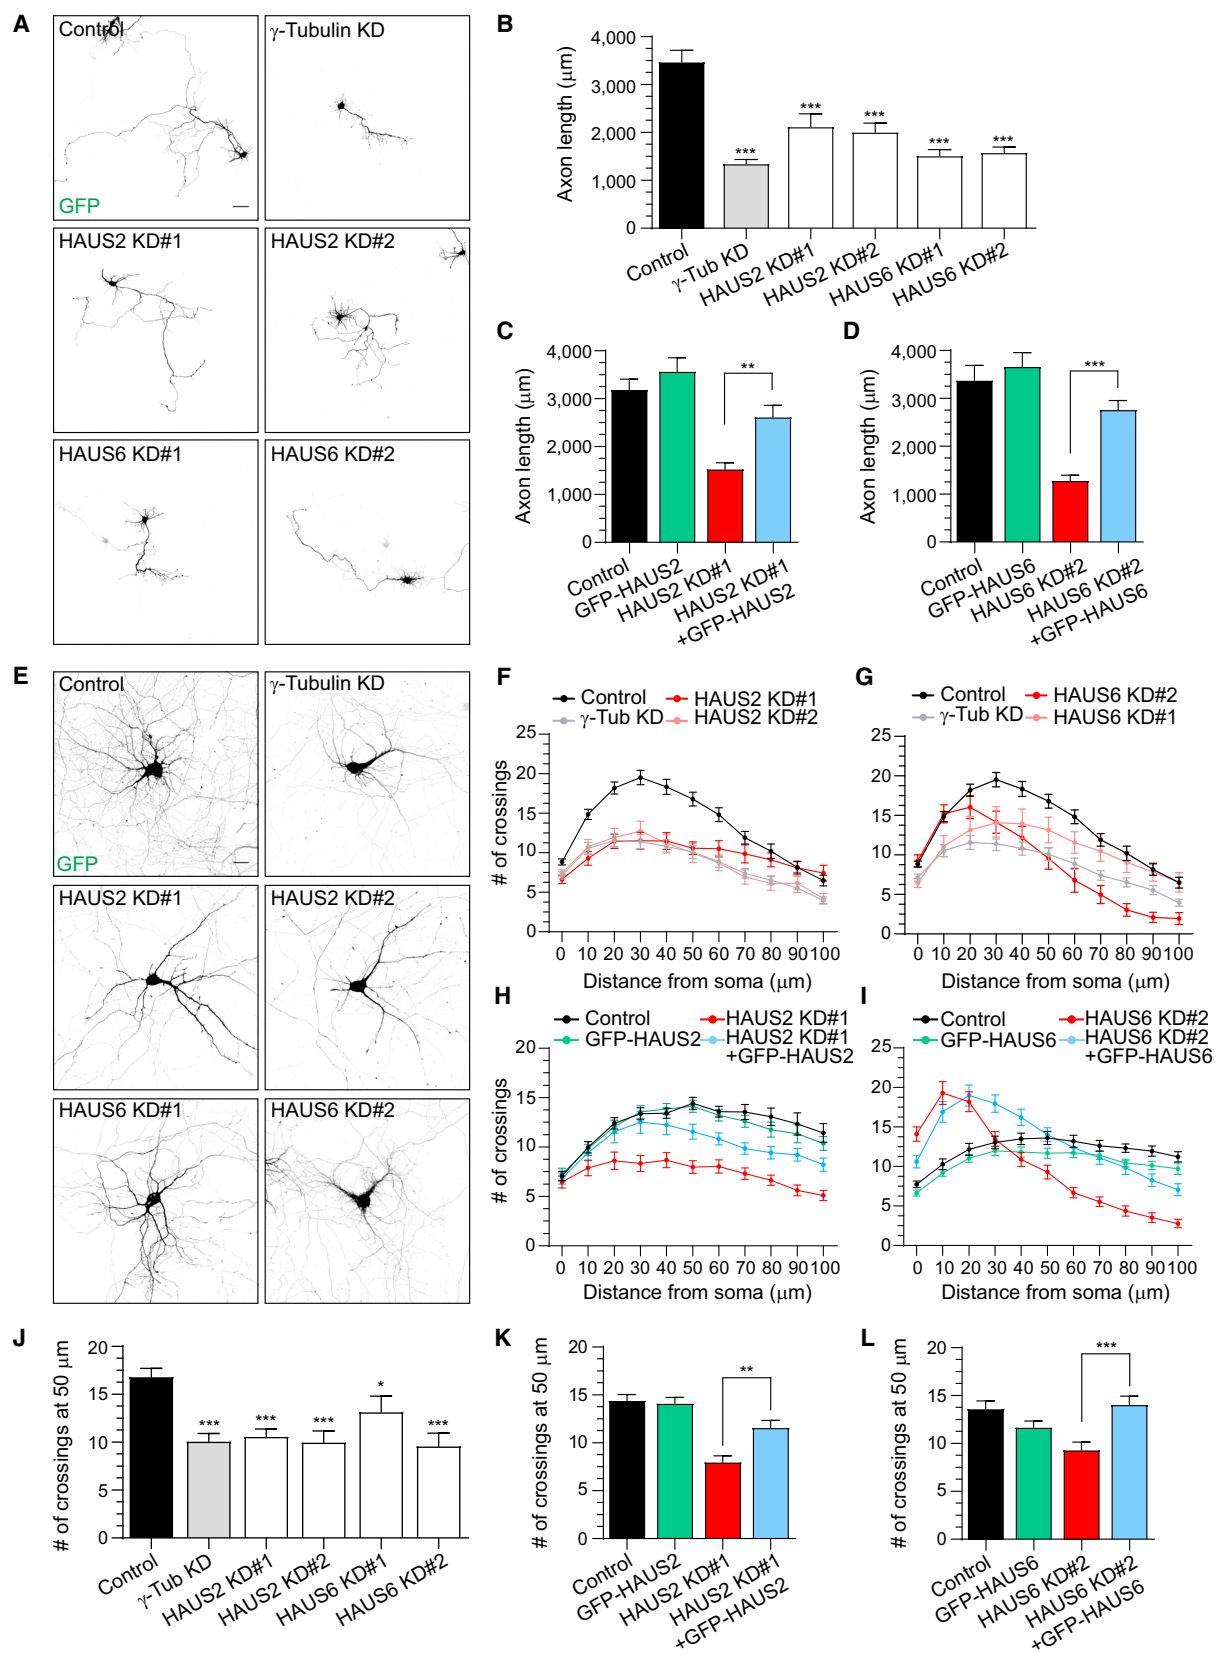 A
Control
GFP
γ-Tubulin KD
HAUS2 KD#1
HAUS2 KD#2
HAUS6 KD#1
HAUS6 KD#2
B
Axon length (μm)
4,000
3,000
2,000
1,000
0
***
***
***
***
***
Control
γ-Tub KD
HAUS2 KD#1
HAUS2 KD#2
HAUS6 KD#1
HAUS6 KD#2
C
Axon length (μm)
4,000
3,000
2,000
1,000
0
**
Control
GFP-HAUS2
HAUS2 KD#1
HAUS2 KD#1
+GFP-HAUS2
D
Axon length (μm)
4,000
3,000
2,000
1,000
0
***
Control
GFP-HAUS6
HAUS6 KD#2
HAUS6 KD#2
+GFP-HAUS6
E
Control
GFP
γ-Tubulin KD
HAUS2 KD#1
HAUS2 KD#2
HAUS6 KD#1
HAUS6 KD#2
F
Control
HAUS2 KD#1
γ-Tub KD
HAUS2 KD#2
# of crossings
25
20
15
10
5
0
0 10 20 30 40 50 60 70 80 90 100
Distance from soma (μm)
G
Control
HAUS6 KD#2
γ-Tub KD
HAUS6 KD#1
25
20
15
10
5
0
0 10 20 30 40 50 60 70 80 90 100
Distance from soma (μm)
H
Control
HAUS2 KD#1
GFP-HAUS2
HAUS2 KD#1
+GFP-HAUS2
# of crossings
20
15
10
5
0
0 10 20 30 40 50 60 70 80 90 100
Distance from soma (μm)
I
Control
HAUS6 KD#2
GFP-HAUS6
HAUS6 KD#2
+GFP-HAUS6
25
20
15
10
5
0
0 10 20 30 40 50 60 70 80 90 100
Distance from soma (μm)
J
# of crossings at 50 μm
20
15
10
5
0
***
***
***
*
***
Control
γ-Tub KD
HAUS2 KD#1
HAUS2 KD#2
HAUS6 KD#1
HAUS6 KD#2
K
# of crossings at 50 μm
20
15
10
5
0
**
Control
GFP-HAUS2
HAUS2 KD#1
HAUS2 KD#1
+GFP-HAUS2
L
# of crossings at 50 μm
20
15
10
5
0
***
Control
GFP-HAUS6
HAUS6 KD#2
HAUS6 KD#2
+GFP-HAUS6